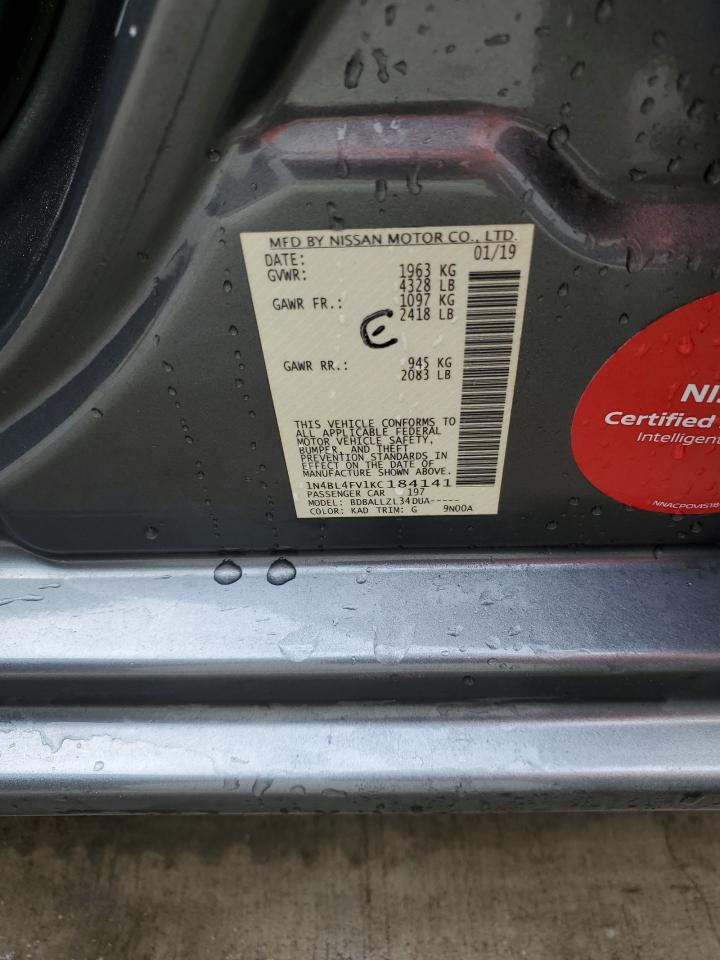 MFD BY NISSAN MOTOR CO., LTD.
DATE: 01/19
GVWR: 1963 KG
4328 LB
GAWR FR.: 1097 KG
2418 LB
GAWR RR.: 945 KG
2083 LB
THIS VEHICLE CONFORMS TO
ALL APPLICABLE FEDERAL
MOTOR VEHICLE SAFETY,
BUMPER, AND THEFT
PREVENTION STANDARDS IN
EFFECT ON THE DATE OF
MANUFACTURE SHOWN ABOVE.
1N4BL4FV1KC184141
PASSENGER CAR 197
MODEL: BDBALLZL34DUA-----
COLOR: KAD TRIM: G 9N00A
Certified
Intelligent